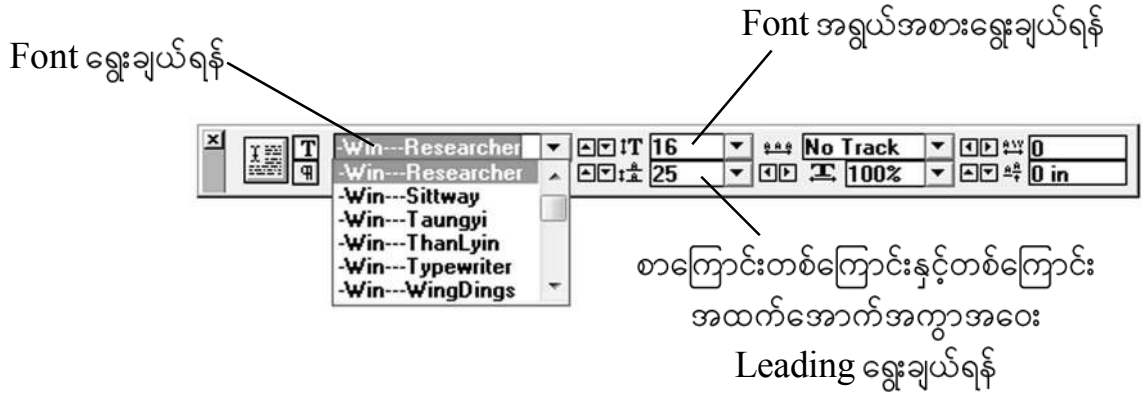 Font အရွယ်အစားရွေးချယ်ရန်
Font ရွေးချယ်ရန်
-Win---Researcher 16 No Track 0
25 100% 0 in
-Win---Researcher
-Win---Sittway
-Win---Taungyi
-Win---ThanLyin
-Win---Typewriter
-Win---WingDings
စာကြောင်းတစ်ကြောင်းနှင့်တစ်ကြောင်း
အထက်အောက်အကွာအဝေး
Leading ရွေးချယ်ရန်